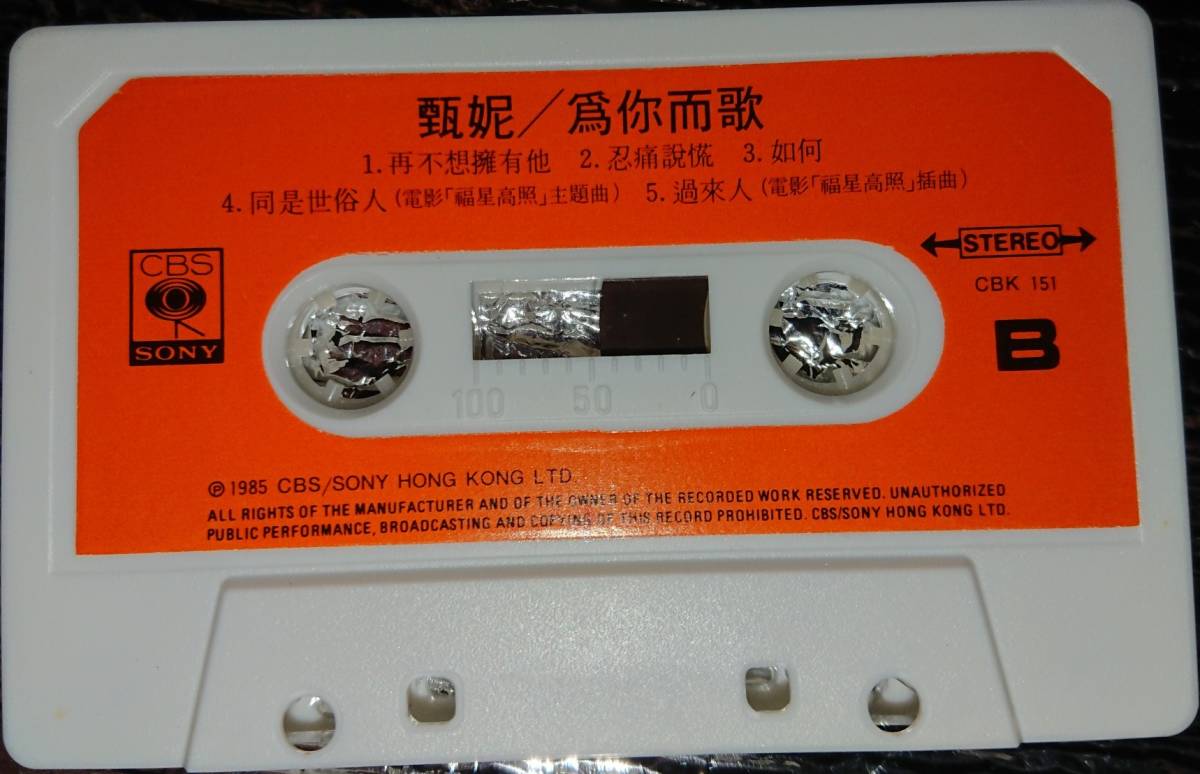 甄妮/爲你而歌
1.再不想擁有他 2.忍痛說慌 3.如何
4.同是世俗人(電影「福星高照」主題曲) 5.過來人(電影「福星高照」插曲)
CBS
SONY
STEREO
CBK 151
B
100 50 0
Ⓟ1985 CBS/SONY HONG KONG LTD.
ALL RIGHTS OF THE MANUFACTURER AND OF THE OWNER OF THE RECORDED WORK RESERVED. UNAUTHORIZED
PUBLIC PERFORMANCE, BROADCASTING AND COPYING OF THIS RECORD PROHIBITED. CBS/SONY HONG KONG LTD.